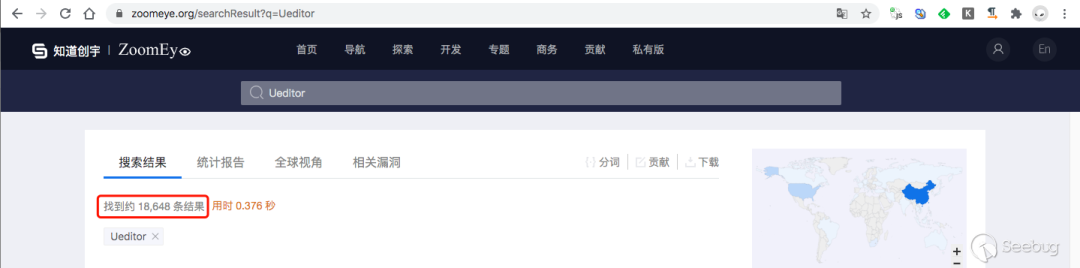 zoomeye.org/searchResult?q=Ueditor
知道创宇 | ZoomEye 首页 导航 探索 开发 专题 商务 贡献 私有版 En
Ueditor
搜索结果 统计报告 全球视角 相关漏洞 分词 贡献 下载
找到约 18,648 条结果 用时 0.376 秒
Ueditor ×
+
−
Seebug